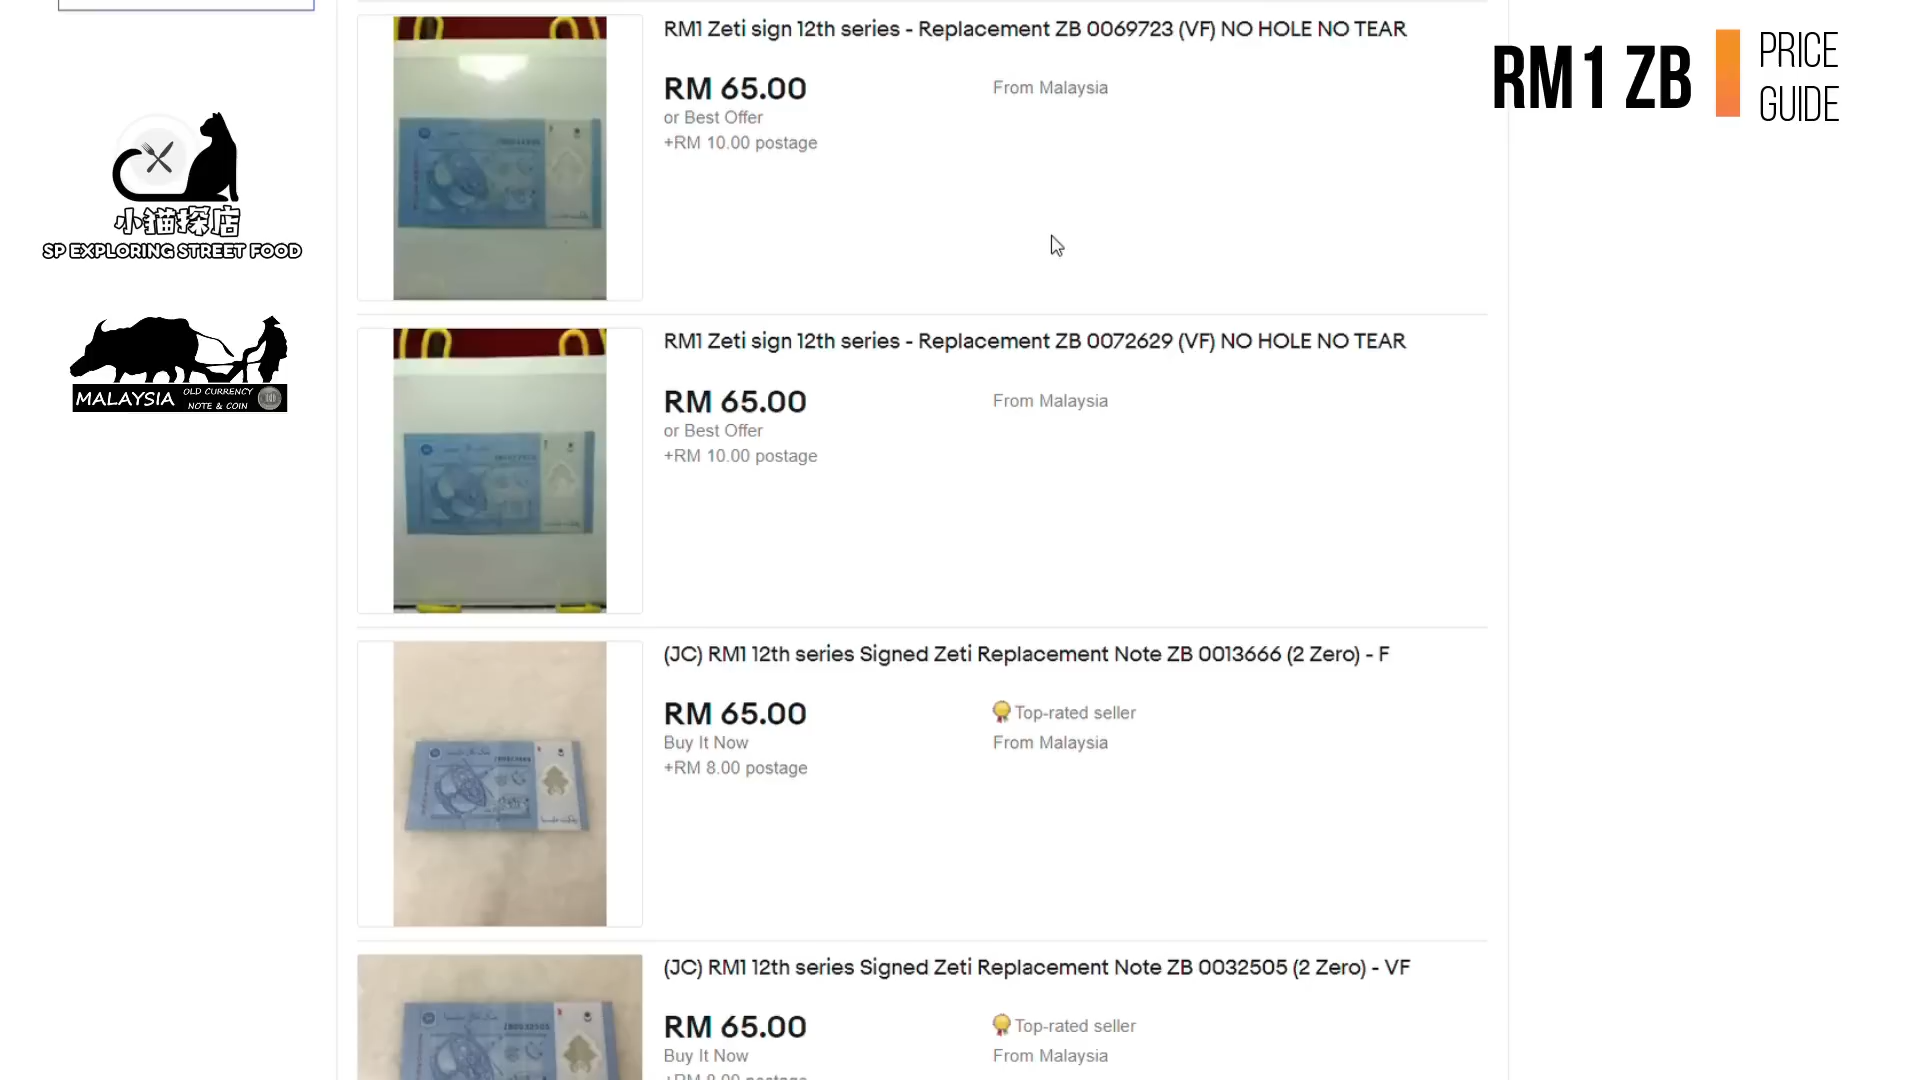 RM1 Zeti sign 12th series - Replacement ZB 0069723 (VF) NO HOLE NO TEAR
RM 65.00
From Malaysia
or Best Offer
+RM 10.00 postage
RM1 ZB
PRICE
GUIDE
小猫探店
SP EXPLORING STREET FOOD
MALAYSIA
OLD CURRENCY
NOTE & COIN
RM1 Zeti sign 12th series - Replacement ZB 0072629 (VF) NO HOLE NO TEAR
RM 65.00
From Malaysia
or Best Offer
+RM 10.00 postage
(JC) RM1 12th series Signed Zeti Replacement Note ZB 0013666 (2 Zero) - F
RM 65.00
Top-rated seller
Buy It Now
From Malaysia
+RM 8.00 postage
(JC) RM1 12th series Signed Zeti Replacement Note ZB 0032505 (2 Zero) - VF
ZB0032505
RM 65.00
Top-rated seller
Buy It Now
From Malaysia
+RM 8.00 postage